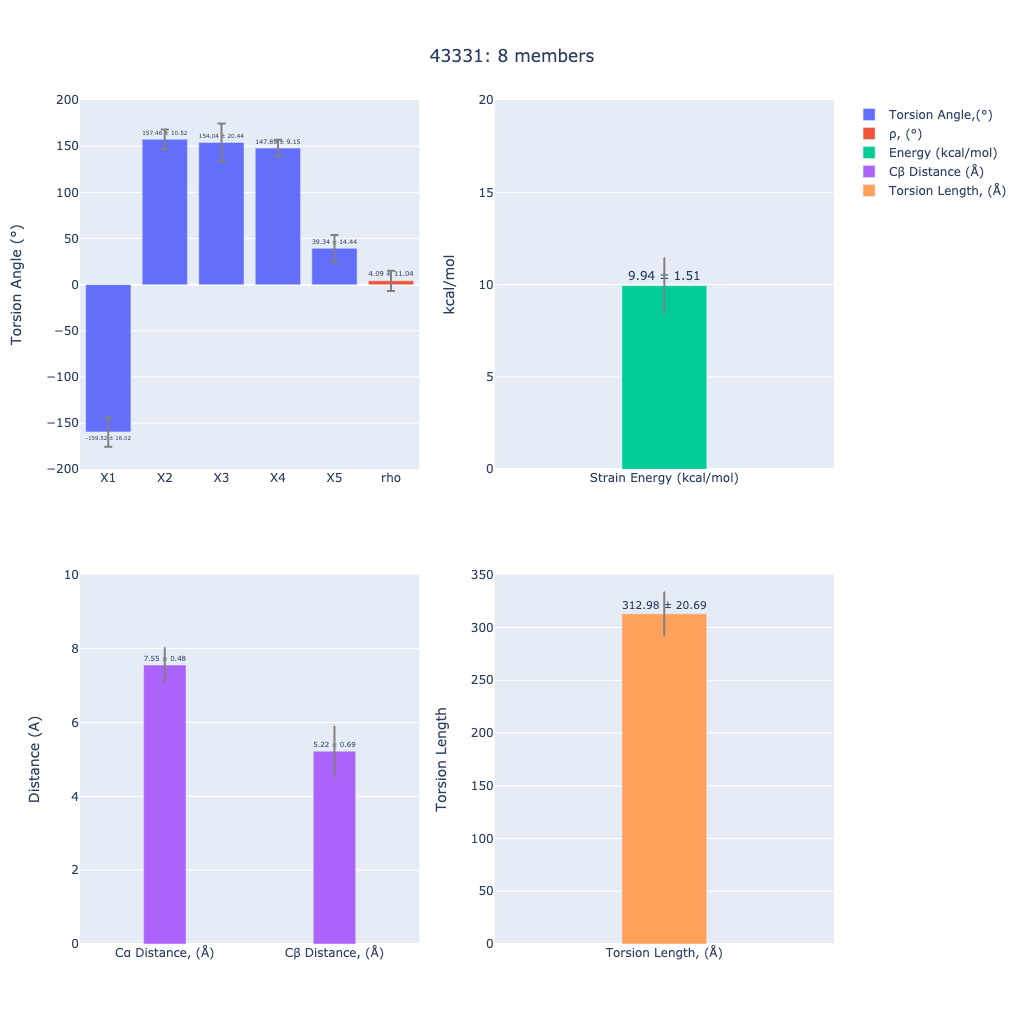 43331: 8 members
Torsion Angle (°)
200
150
100
50
0
−50
−100
−150
−200
157.46 ± 10.52
154.04 ± 20.44
147.89 ± 9.15
39.34 ± 14.44
4.09 ± 11.04
-159.52 ± 16.02
X1
X2
X3
X4
X5
rho
kcal/mol
20
15
10
5
0
9.94 ± 1.51
Strain Energy (kcal/mol)
Torsion Angle,(°)
ρ, (°)
Energy (kcal/mol)
Cβ Distance (Å)
Torsion Length, (Å)
Distance (A)
10
8
6
4
2
0
7.55 ± 0.48
5.22 ± 0.69
Cα Distance, (Å)
Cβ Distance, (Å)
Torsion Length
350
300
250
200
150
100
50
0
312.98 ± 20.69
Torsion Length, (Å)